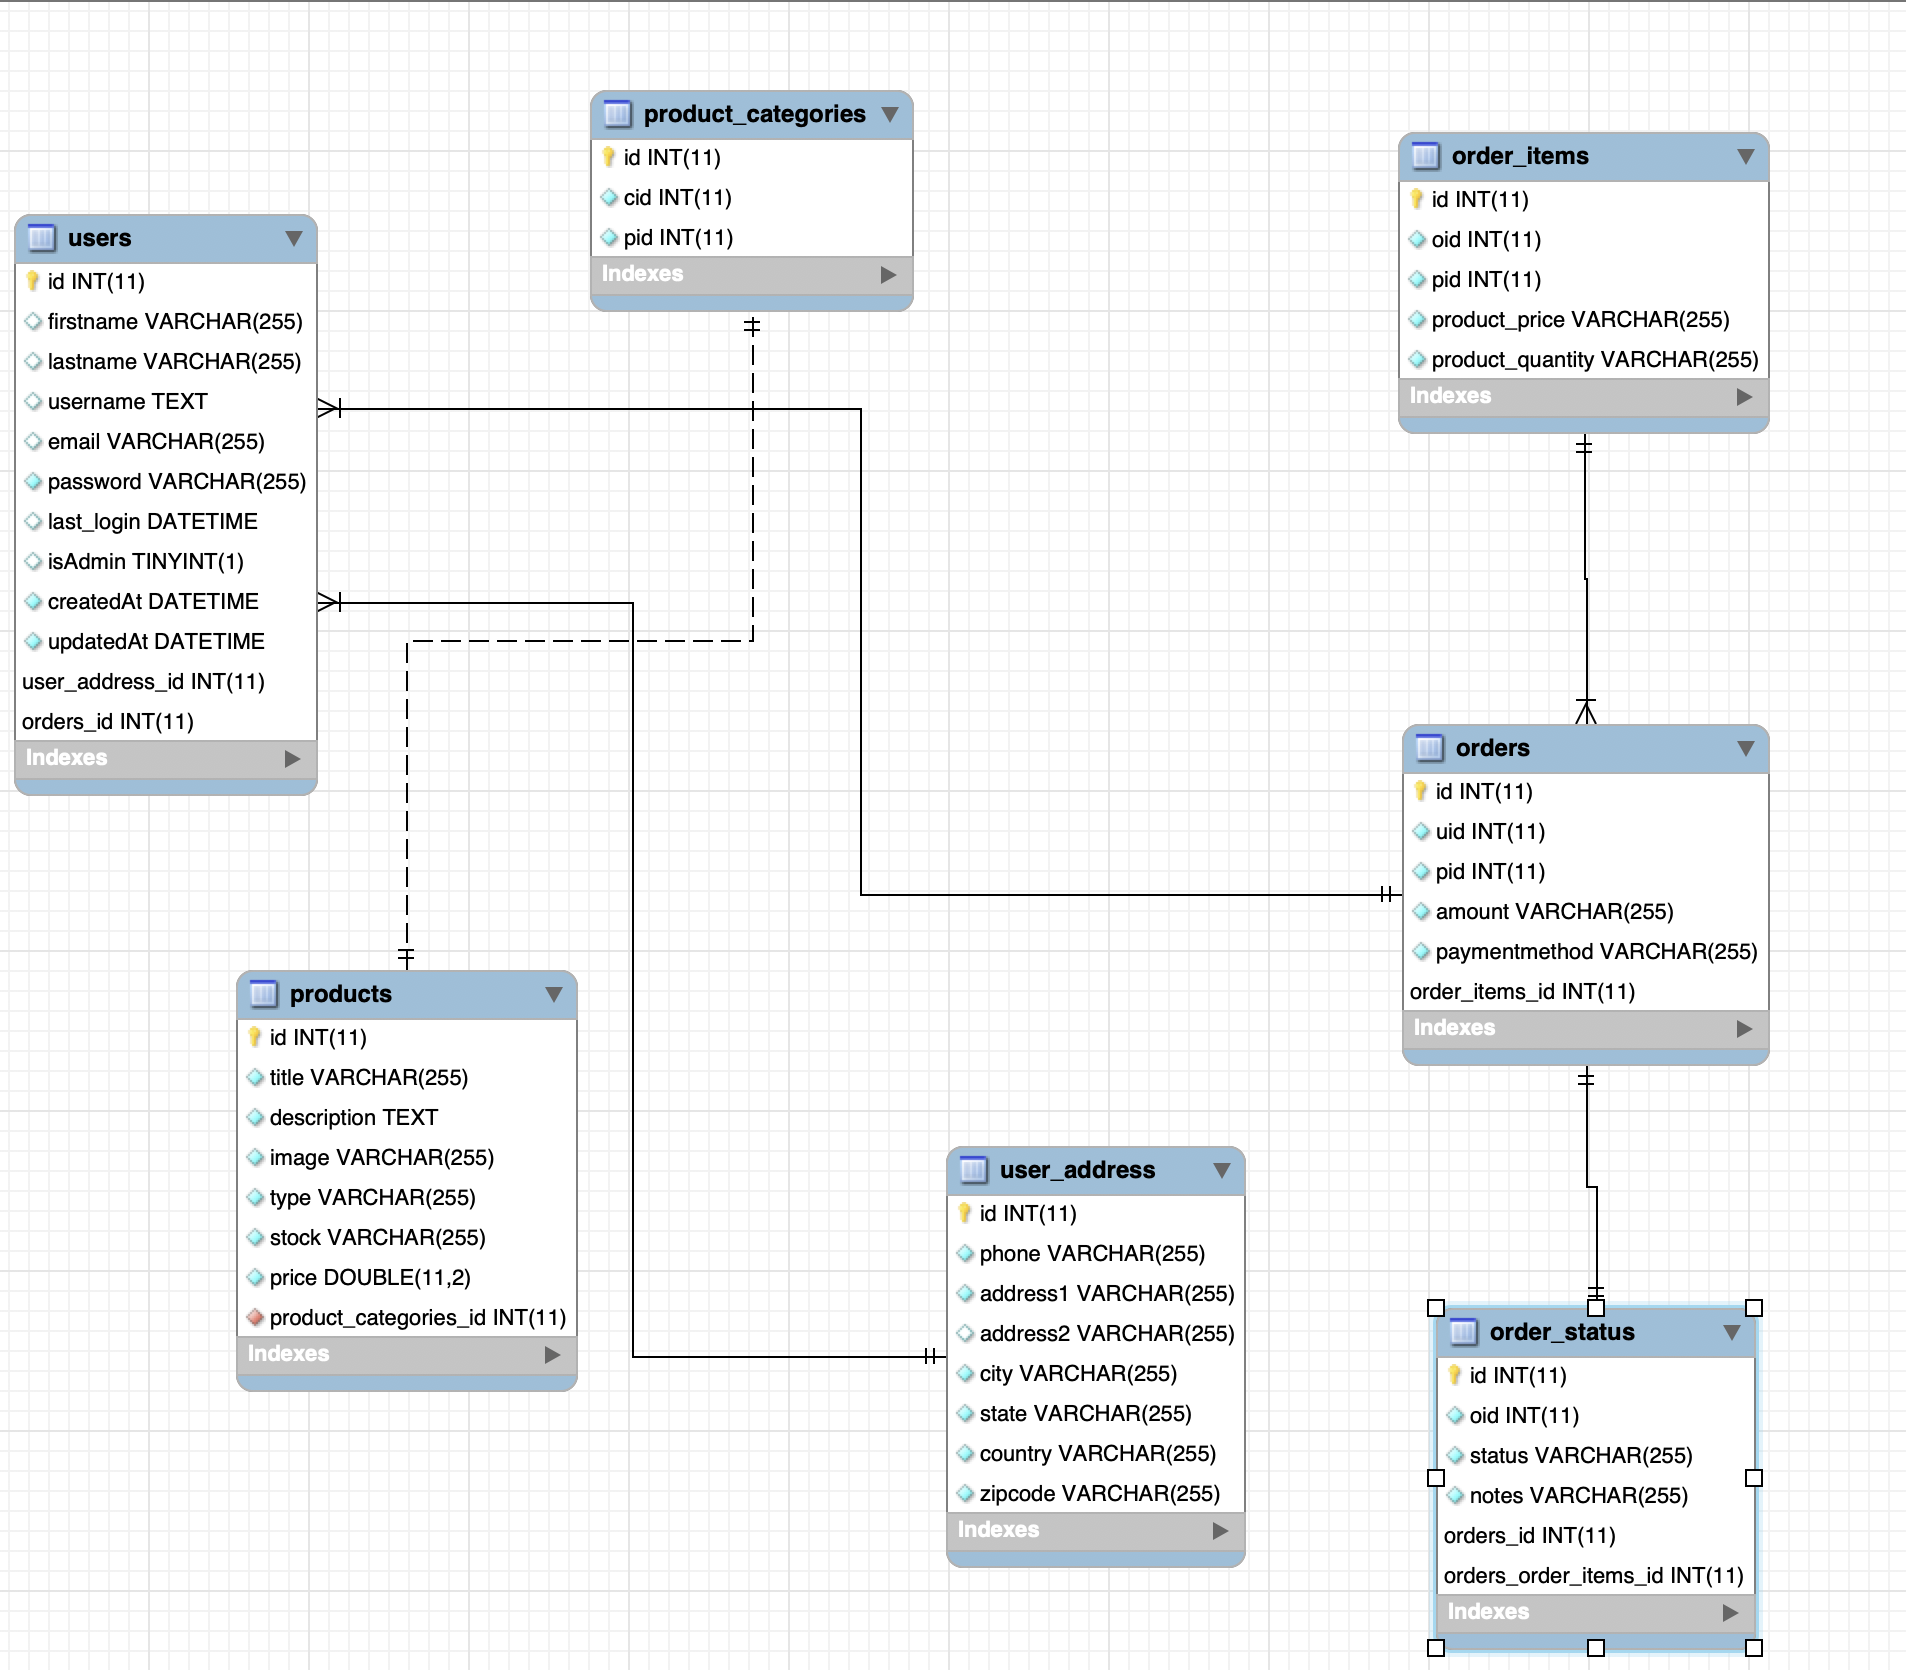 product_categories
id INT(11)
cid INT(11)
pid INT(11)
Indexes
order_items
id INT(11)
oid INT(11)
pid INT(11)
product_price VARCHAR(255)
product_quantity VARCHAR(255)
Indexes
users
id INT(11)
firstname VARCHAR(255)
lastname VARCHAR(255)
username TEXT
email VARCHAR(255)
password VARCHAR(255)
last_login DATETIME
isAdmin TINYINT(1)
createdAt DATETIME
updatedAt DATETIME
user_address_id INT(11)
orders_id INT(11)
Indexes
orders
id INT(11)
uid INT(11)
pid INT(11)
amount VARCHAR(255)
paymentmethod VARCHAR(255)
order_items_id INT(11)
Indexes
products
id INT(11)
title VARCHAR(255)
description TEXT
image VARCHAR(255)
type VARCHAR(255)
stock VARCHAR(255)
price DOUBLE(11,2)
product_categories_id INT(11)
Indexes
user_address
id INT(11)
phone VARCHAR(255)
address1 VARCHAR(255)
address2 VARCHAR(255)
city VARCHAR(255)
state VARCHAR(255)
country VARCHAR(255)
zipcode VARCHAR(255)
Indexes
order_status
id INT(11)
oid INT(11)
status VARCHAR(255)
notes VARCHAR(255)
orders_id INT(11)
orders_order_items_id INT(11)
Indexes